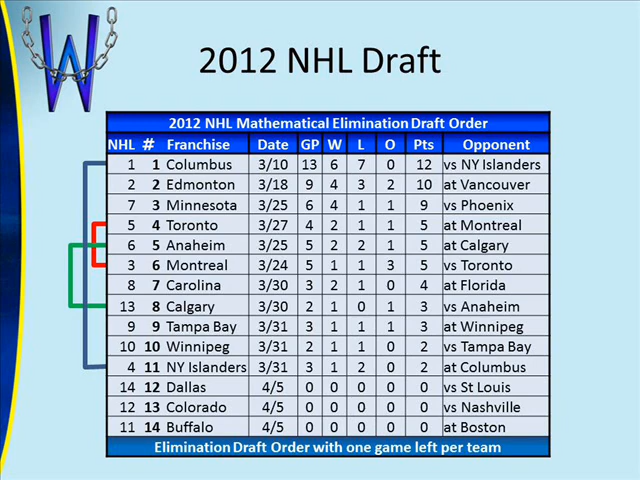 W
2012 NHL Draft
2012 NHL Mathematical Elimination Draft Order
NHL # Franchise Date GP W L O Pts Opponent
1 1 Columbus 3/10 13 6 7 0 12 vs NY Islanders
2 2 Edmonton 3/18 9 4 3 2 10 at Vancouver
7 3 Minnesota 3/25 6 4 1 1 9 vs Phoenix
5 4 Toronto 3/27 4 2 1 1 5 at Montreal
6 5 Anaheim 3/25 5 2 2 1 5 at Calgary
3 6 Montreal 3/24 5 1 1 3 5 vs Toronto
8 7 Carolina 3/30 3 2 1 0 4 at Florida
13 8 Calgary 3/30 2 1 0 1 3 vs Anaheim
9 9 Tampa Bay 3/31 3 1 1 1 3 at Winnipeg
10 10 Winnipeg 3/31 2 1 1 0 2 vs Tampa Bay
4 11 NY Islanders 3/31 3 1 2 0 2 at Columbus
14 12 Dallas 4/5 0 0 0 0 0 vs St Louis
12 13 Colorado 4/5 0 0 0 0 0 vs Nashville
11 14 Buffalo 4/5 0 0 0 0 0 at Boston
Elimination Draft Order with one game left per team